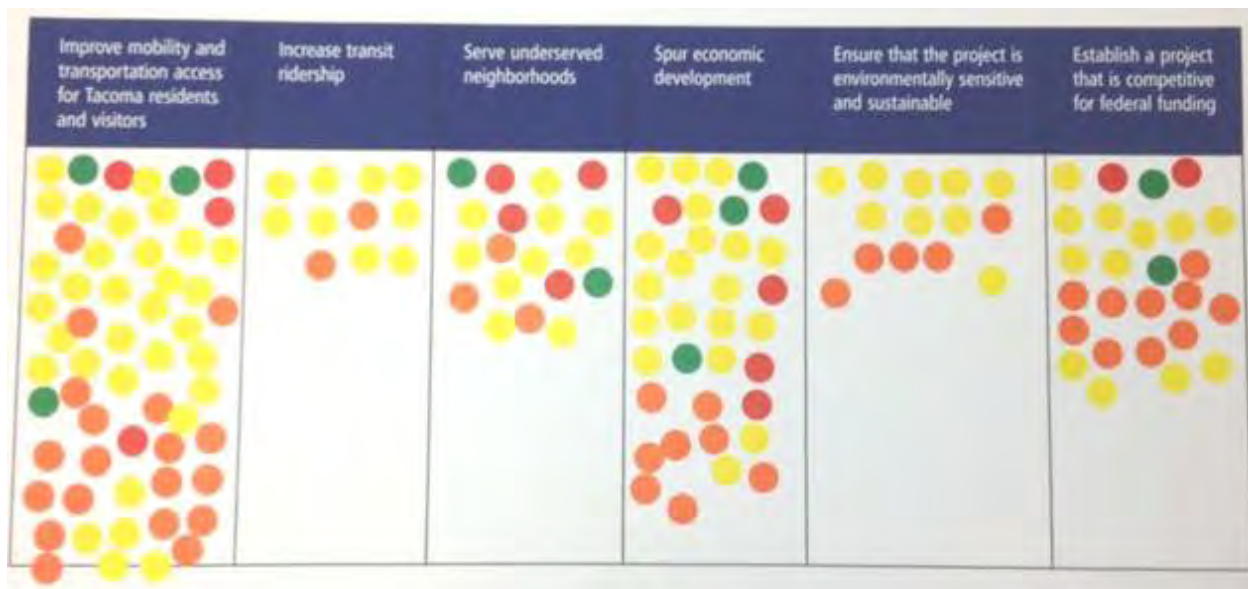 Improve mobility and
transportation access
for Tacoma residents
and visitors
Increase transit
ridership
Serve underserved
neighborhoods
Spur economic
development
Ensure that the project is
environmentally sensitive
and sustainable
Establish a project
that is competitive
for federal funding